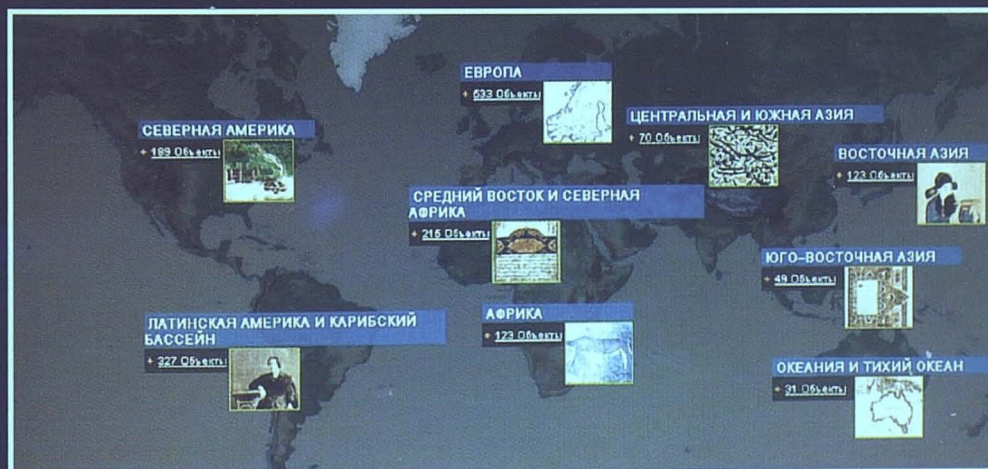 ЕВРОПА
+ 533 Объекты
ЦЕНТРАЛЬНАЯ И ЮЖНАЯ АЗИЯ
+ 70 Объекты
СЕВЕРНАЯ АМЕРИКА
+ 189 Объекты
ВОСТОЧНАЯ АЗИЯ
+ 123 Объекты
СРЕДНИЙ ВОСТОК И СЕВЕРНАЯ
АФРИКА
+ 215 Объекты
ЮГО-ВОСТОЧНАЯ АЗИЯ
+ 49 Объекты
АФРИКА
+ 123 Объекты
ЛАТИНСКАЯ АМЕРИКА И КАРИБСКИЙ
БАССЕЙН
+ 327 Объекты
ОКЕАНИЯ И ТИХИЙ ОКЕАН
+ 31 Объекты